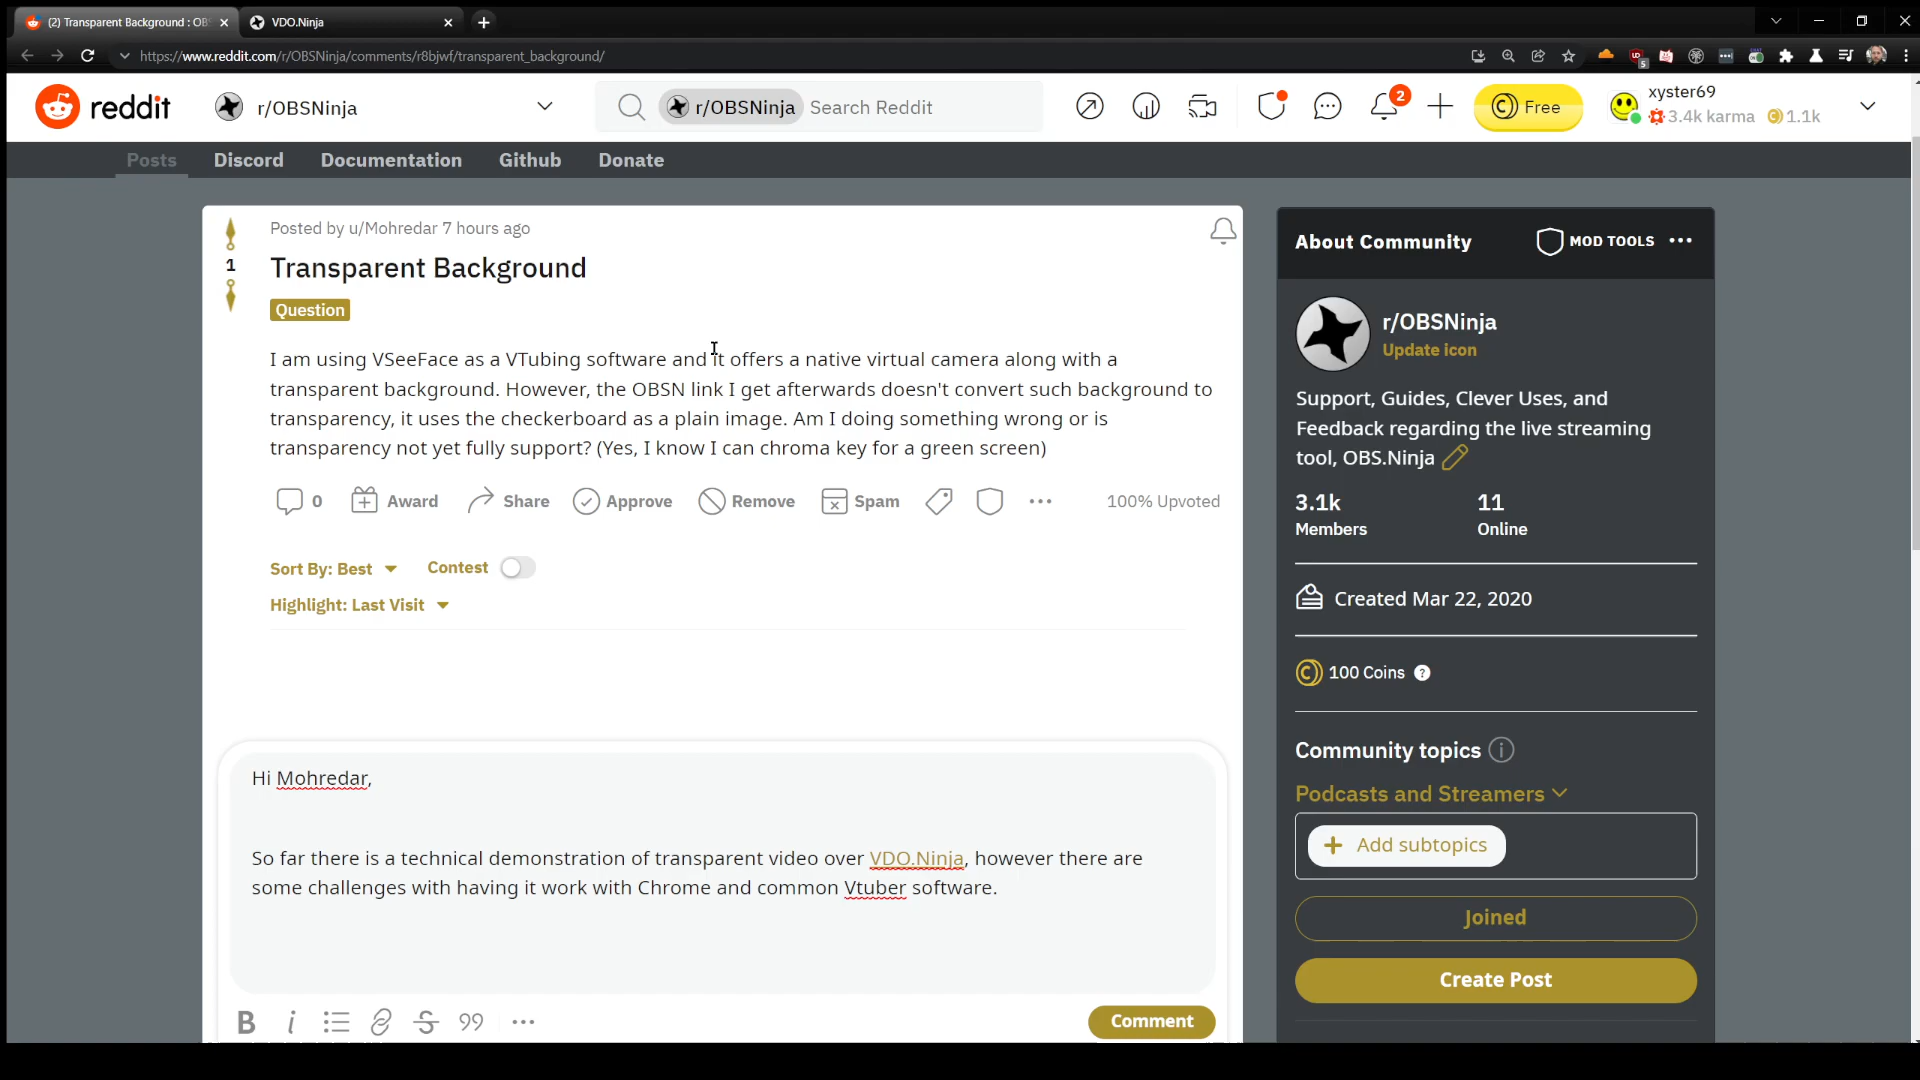 (2) Transparent Background : OBS
VDO.Ninja
https://www.reddit.com/r/OBSNinja/comments/r8bjwf/transparent_background/
5
reddit
r/OBSNinja
r/OBSNinja
Search Reddit
2
Free
xyster69
3.4k karma
1.1k
Posts
Discord
Documentation
Github
Donate
1
Posted by u/Mohredar 7 hours ago
Transparent Background
Question
I am using VSeeFace as a VTubing software and it offers a native virtual camera along with a
transparent background. However, the OBSN link I get afterwards doesn't convert such background to
transparency, it uses the checkerboard as a plain image. Am I doing something wrong or is
transparency not yet fully support? (Yes, I know I can chroma key for a green screen)
0
Award
Share
Approve
Remove
Spam
100% Upvoted
Sort By: Best
Contest
Highlight: Last Visit
Hi Mohredar,
So far there is a technical demonstration of transparent video over VDO.Ninja, however there are
some challenges with having it work with Chrome and common Vtuber software.
B
i
S
99
Comment
About Community
MOD TOOLS
r/OBSNinja
Update icon
Support, Guides, Clever Uses, and
Feedback regarding the live streaming
tool, OBS.Ninja
3.1k
11
Members
Online
Created Mar 22, 2020
100 Coins
Community topics
Podcasts and Streamers
Add subtopics
Joined
Create Post